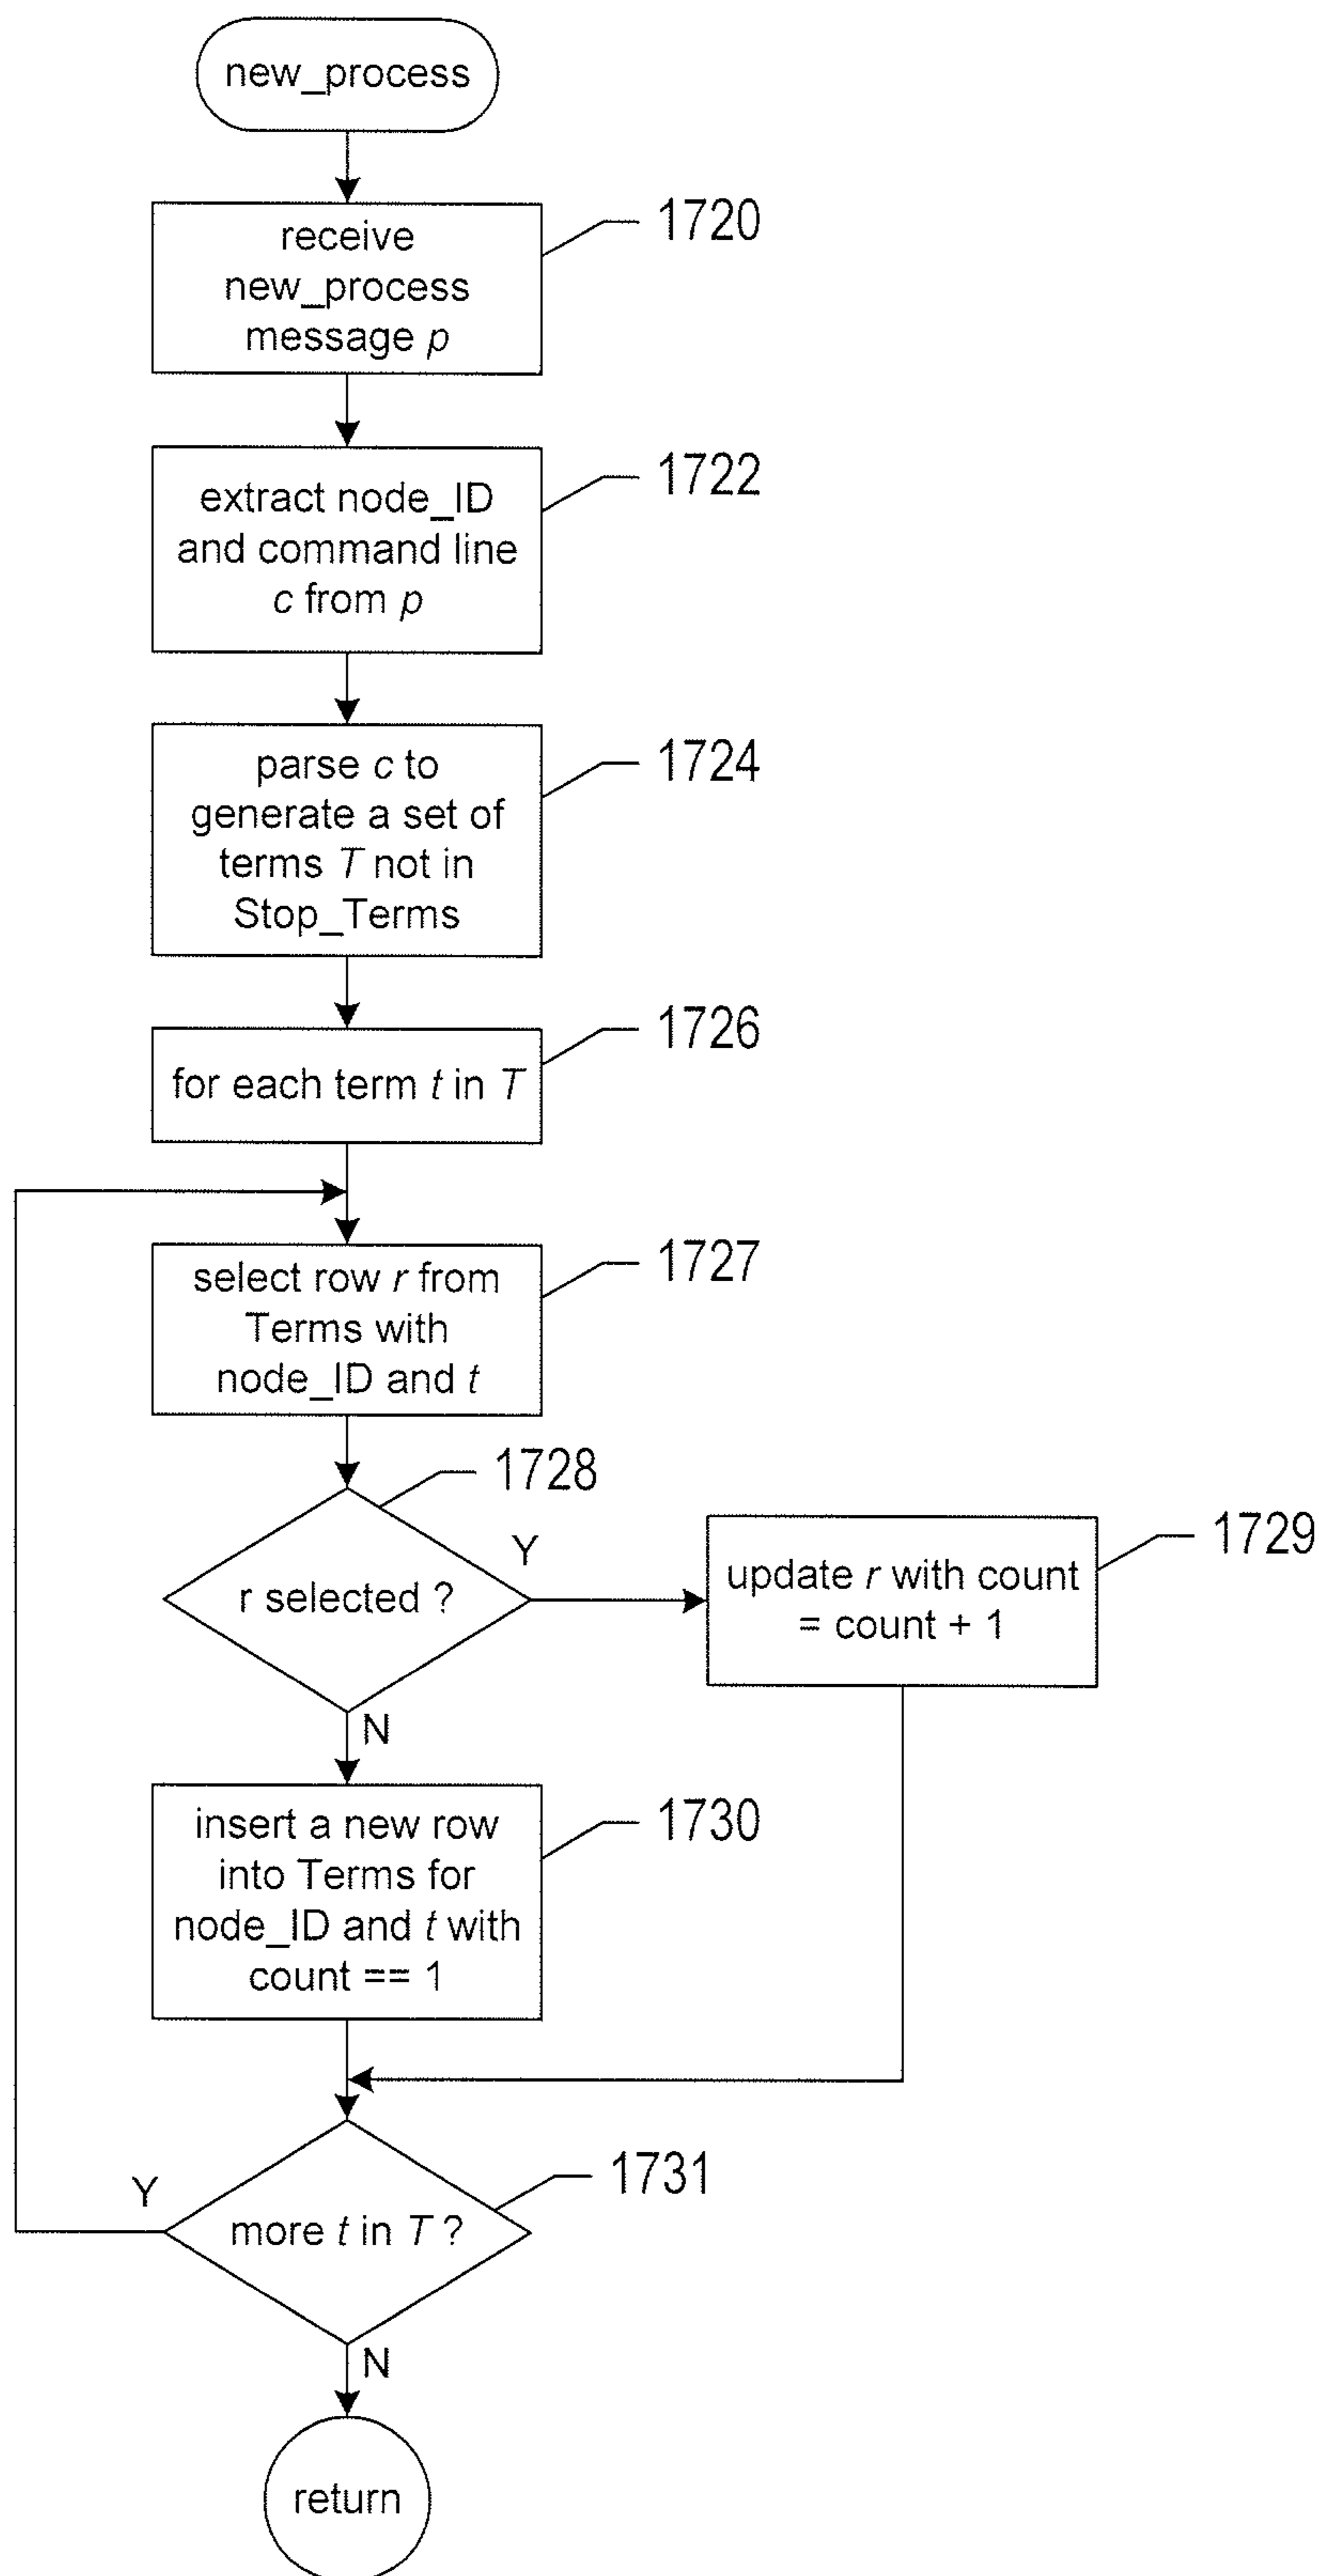 new_process
receive
new_process
message p
1720
extract node_ID
and command line
c from p
1722
parse c to
generate a set of
terms T not in
Stop_Terms
1724
for each term t in T
1726
select row r from
Terms with
node_ID and t
1727
r selected ?
1728
Y
N
update r with count
= count + 1
1729
insert a new row
into Terms for
node_ID and t with
count == 1
1730
more t in T ?
1731
Y
N
return